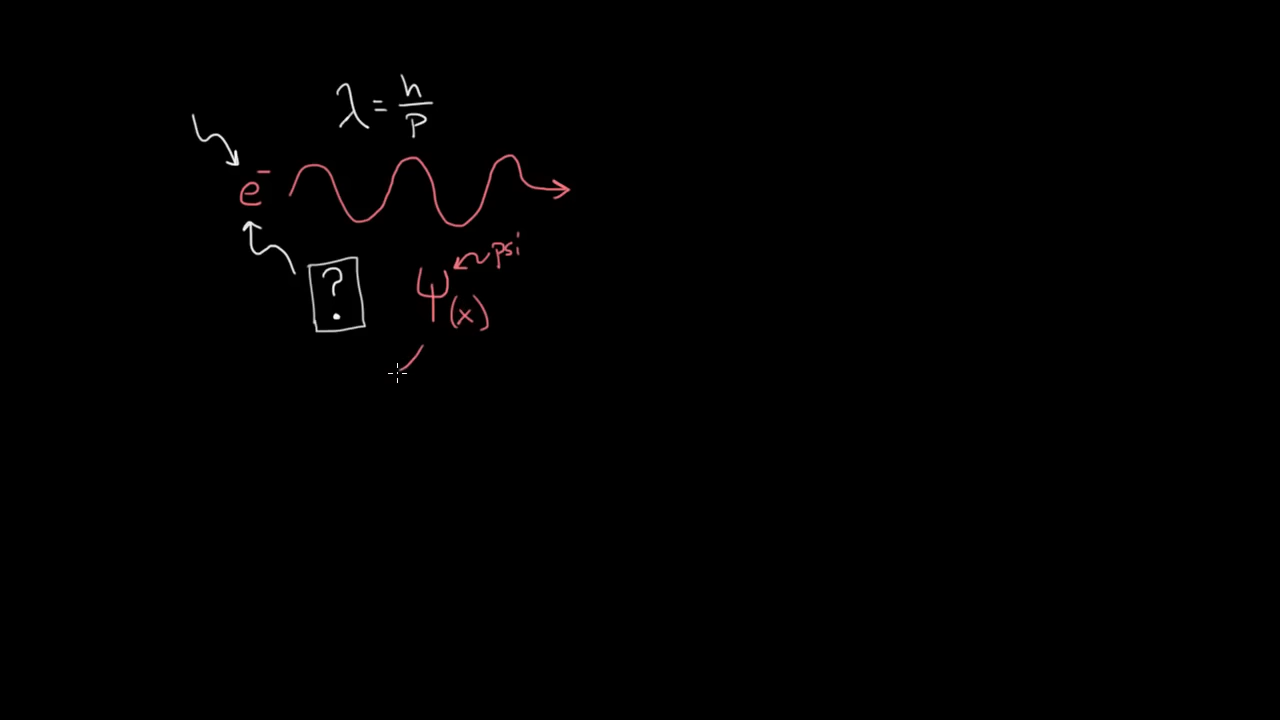 λ = h/p
e⁻
psi
?
ψ(x)